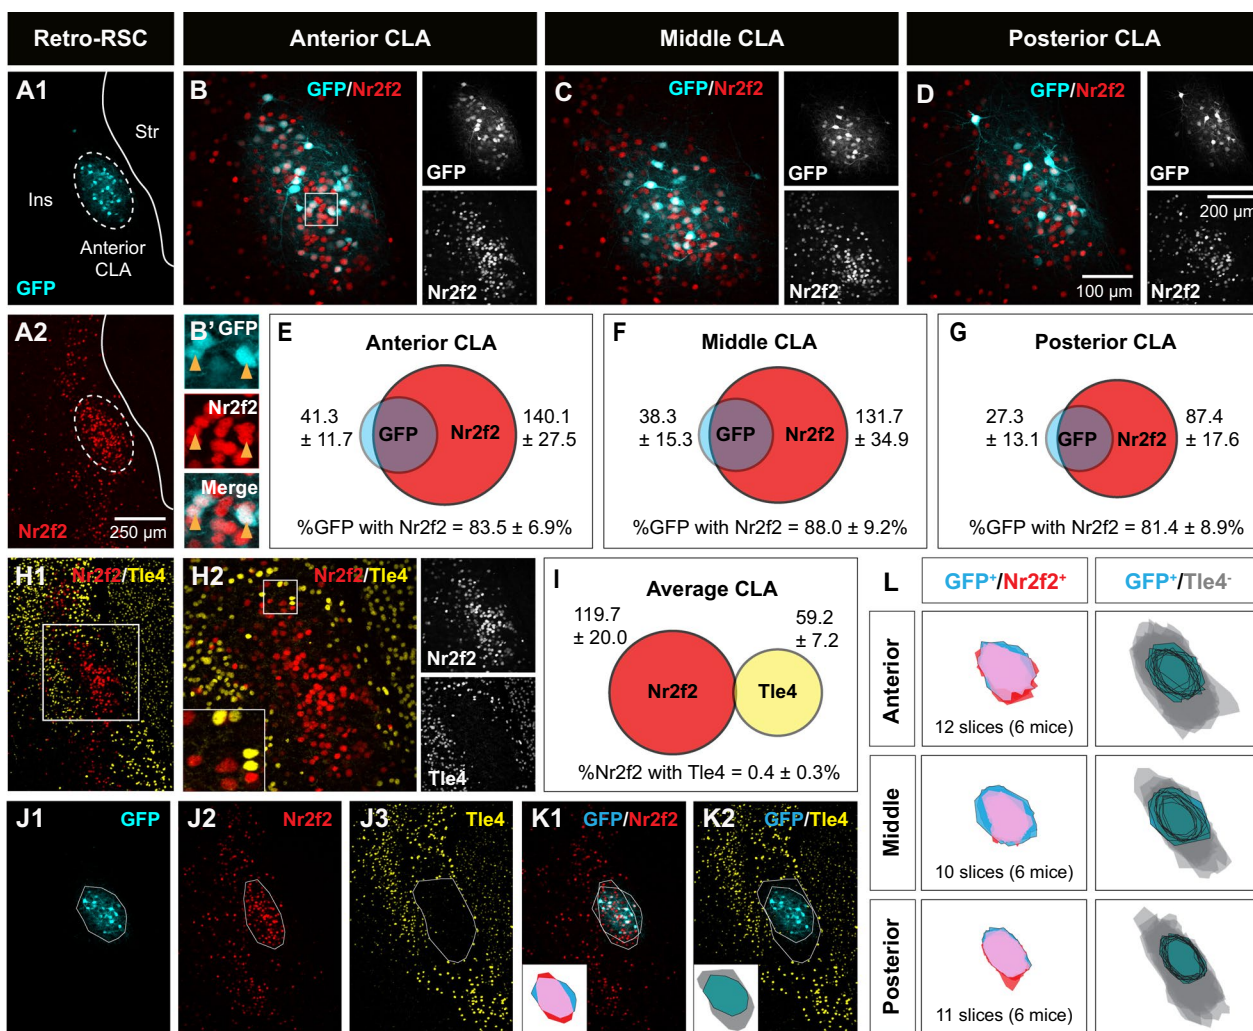 Retro-RSC
Anterior CLA
Middle CLA
Posterior CLA
A1
Str
Ins
Anterior
CLA
GFP
B
GFP/Nr2f2
GFP
Nr2f2
C
GFP/Nr2f2
GFP
Nr2f2
D
GFP/Nr2f2
100 µm
GFP
200 µm
Nr2f2
A2
Nr2f2
250 µm
B' GFP
Nr2f2
Merge
E
Anterior CLA
41.3
± 11.7
GFP
Nr2f2
140.1
± 27.5
%GFP with Nr2f2 = 83.5 ± 6.9%
F
Middle CLA
38.3
± 15.3
GFP
Nr2f2
131.7
± 34.9
%GFP with Nr2f2 = 88.0 ± 9.2%
G
Posterior CLA
27.3
± 13.1
GFP
Nr2f2
87.4
± 17.6
%GFP with Nr2f2 = 81.4 ± 8.9%
H1
Nr2f2/Tle4
H2
Nr2f2/Tle4
Nr2f2
Tle4
I
Average CLA
119.7
± 20.0
59.2
± 7.2
Nr2f2
Tle4
%Nr2f2 with Tle4 = 0.4 ± 0.3%
J1
GFP
J2
Nr2f2
J3
Tle4
K1
GFP/Nr2f2
K2
GFP/Tle4
L
GFP⁺/Nr2f2⁺
GFP⁺/Tle4⁻
Anterior
12 slices (6 mice)
Middle
10 slices (6 mice)
Posterior
11 slices (6 mice)